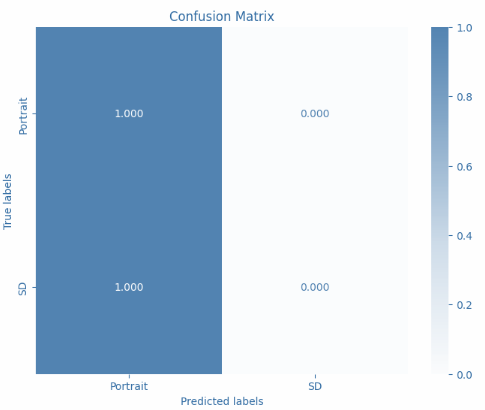 Confusion Matrix
True labels
Portrait
SD
1.000
0.000
1.000
0.000
Portrait
SD
Predicted labels
1.0
0.8
0.6
0.4
0.2
0.0